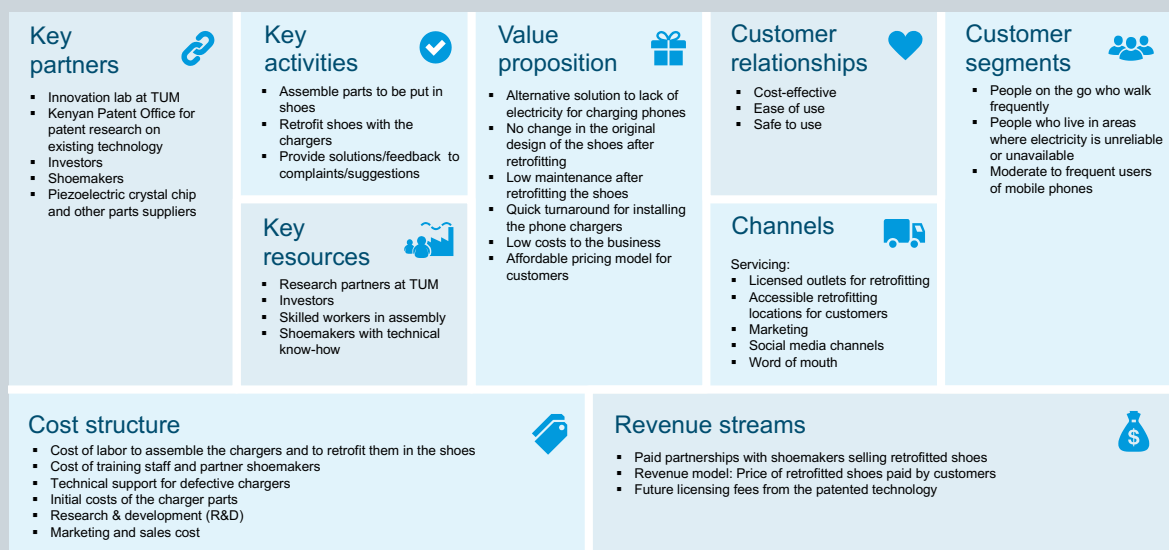 Key
partners
▪ Innovation lab at TUM
▪ Kenyan Patent Office for
patent research on
existing technology
▪ Investors
▪ Shoemakers
▪ Piezoelectric crystal chip
and other parts suppliers
Key
activities
▪ Assemble parts to be put in
shoes
▪ Retrofit shoes with the
chargers
▪ Provide solutions/feedback to
complaints/suggestions
Key
resources
▪ Research partners at TUM
▪ Investors
▪ Skilled workers in assembly
▪ Shoemakers with technical
know-how
Value
proposition
▪ Alternative solution to lack of
electricity for charging phones
▪ No change in the original
design of the shoes after
retrofitting
▪ Low maintenance after
retrofitting the shoes
▪ Quick turnaround for installing
the phone chargers
▪ Low costs to the business
▪ Affordable pricing model for
customers
Customer
relationships
▪ Cost-effective
▪ Ease of use
▪ Safe to use
Channels
Servicing:
▪ Licensed outlets for retrofitting
▪ Accessible retrofitting
locations for customers
▪ Marketing
▪ Social media channels
▪ Word of mouth
Customer
segments
▪ People on the go who walk
frequently
▪ People who live in areas
where electricity is unreliable
or unavailable
▪ Moderate to frequent users
of mobile phones
Cost structure
▪ Cost of labor to assemble the chargers and to retrofit them in the shoes
▪ Cost of training staff and partner shoemakers
▪ Technical support for defective chargers
▪ Initial costs of the charger parts
▪ Research & development (R&D)
▪ Marketing and sales cost
Revenue streams
$
▪ Paid partnerships with shoemakers selling retrofitted shoes
▪ Revenue model: Price of retrofitted shoes paid by customers
▪ Future licensing fees from the patented technology